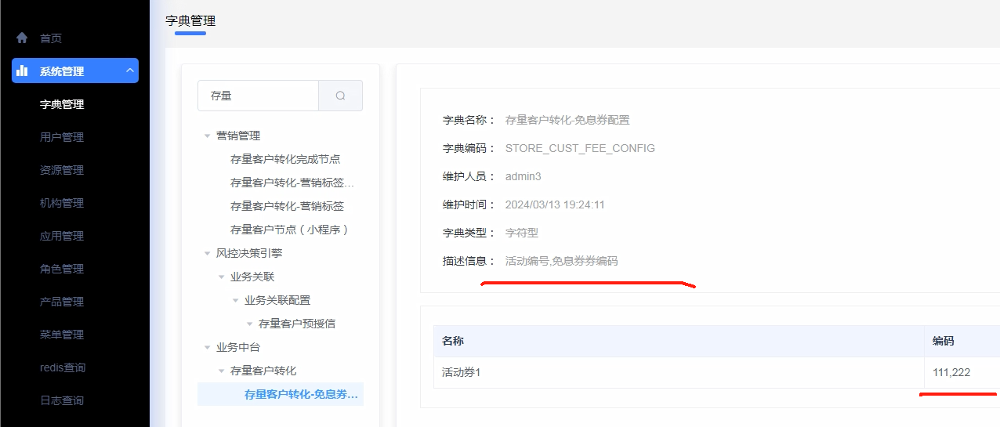 字典管理
首页
系统管理
字典管理
用户管理
资源管理
机构管理
应用管理
角色管理
产品管理
菜单管理
redis查询
日志查询
存量
营销管理
存量客户转化完成节点
存量客户转化-营销标签...
存量客户转化-营销标签
存量客户节点（小程序）
风控决策引擎
业务关联
业务关联配置
存量客户预授信
业务中台
存量客户转化
存量客户转化-免息券...
字典名称： 存量客户转化-免息券配置
字典编码： STORE_CUST_FEE_CONFIG
维护人员： admin3
维护时间： 2024/03/13 19:24:11
字典类型： 字符型
描述信息： 活动编号,免息券券编码
名称 编码
活动券1 111,222